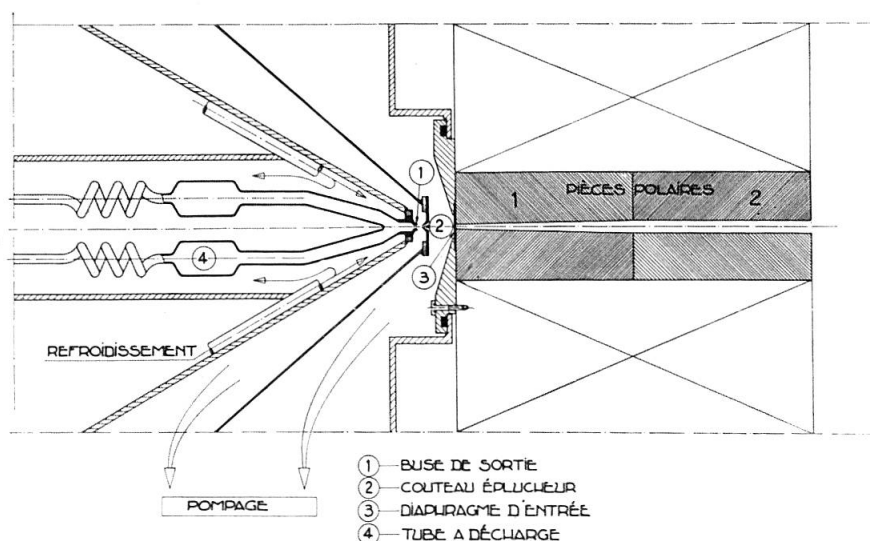 1
1 PIÈCES POLAIRES 2
2
4
3
REFROIDISSEMENT
POMPAGE
1 BUSE DE SORTIE
2 COUTEAU ÉPLUCHEUR
3 DIAPHRAGME D'ENTRÉE
4 TUBE A DÉCHARGE